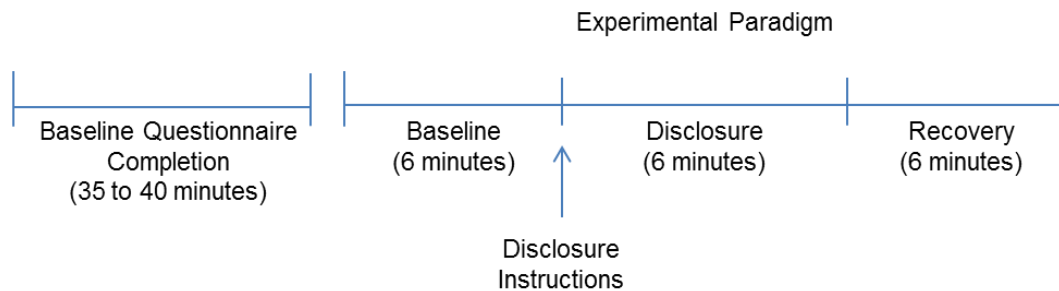 Experimental Paradigm
Baseline Questionnaire
Completion
(35 to 40 minutes)
Baseline
(6 minutes)
Disclosure
(6 minutes)
Recovery
(6 minutes)
Disclosure
Instructions